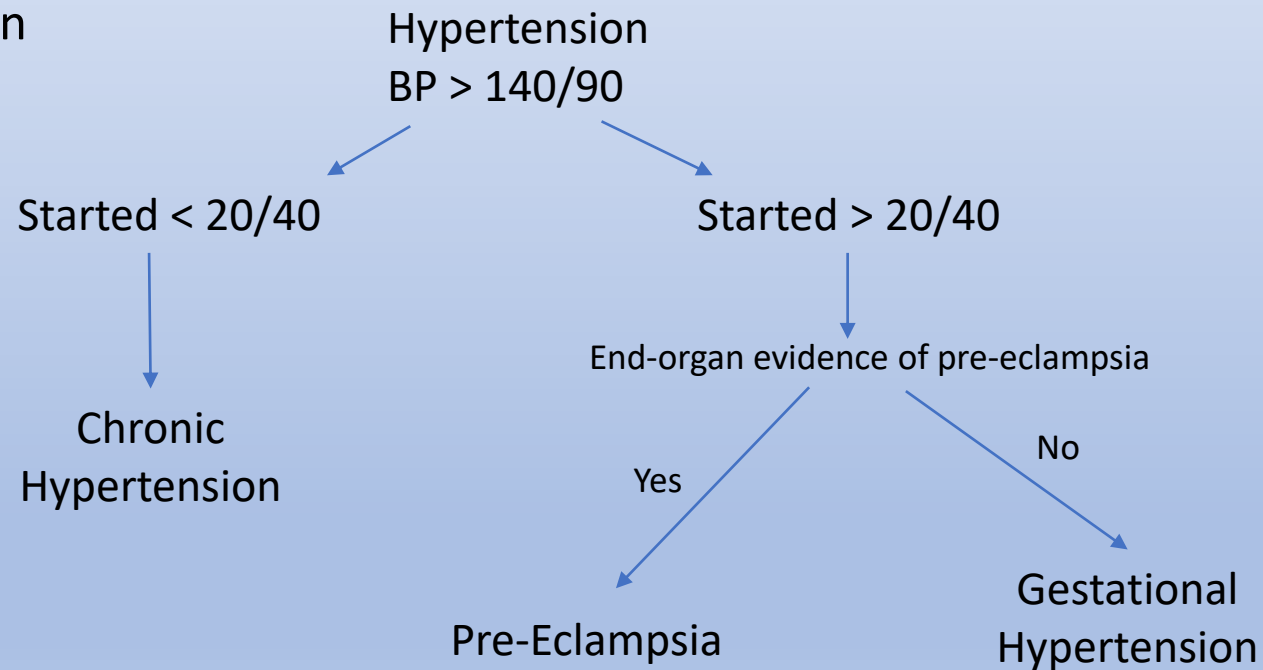 n
Hypertension
BP > 140/90
Started < 20/40
Started > 20/40
End-organ evidence of pre-eclampsia
Chronic
Hypertension
Yes
No
Pre-Eclampsia
Gestational
Hypertension